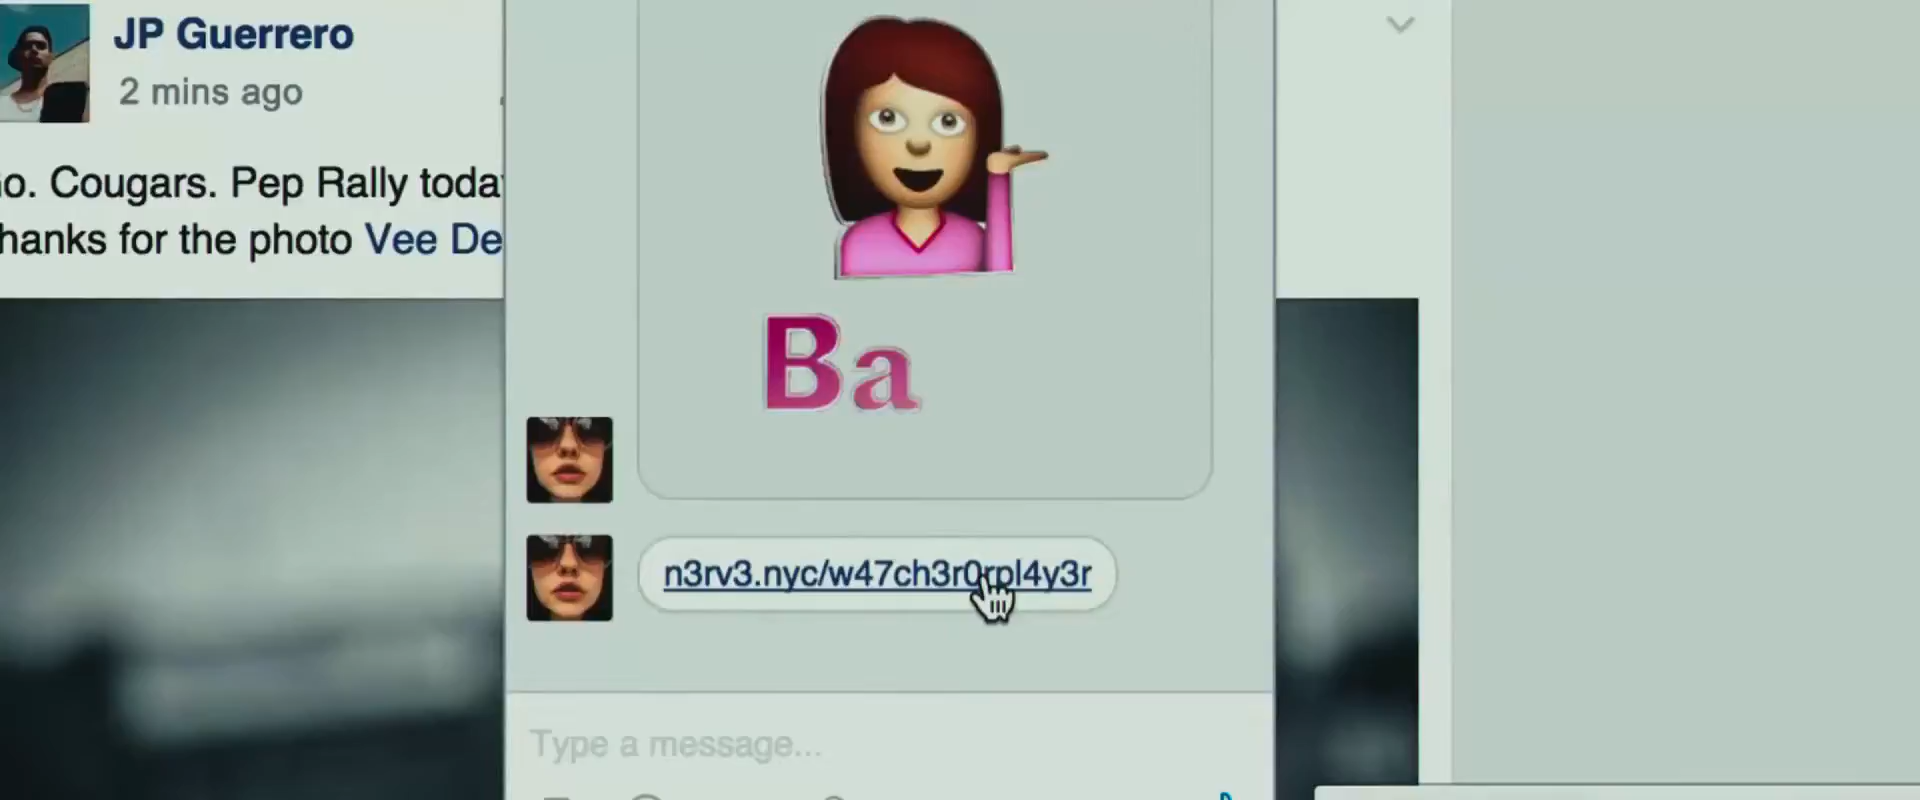 JP Guerrero
2 mins ago
o. Cougars. Pep Rally toda
hanks for the photo Vee De
Ba
n3rv3.nyc/w47ch3r0rpl4y3r
Type a message...